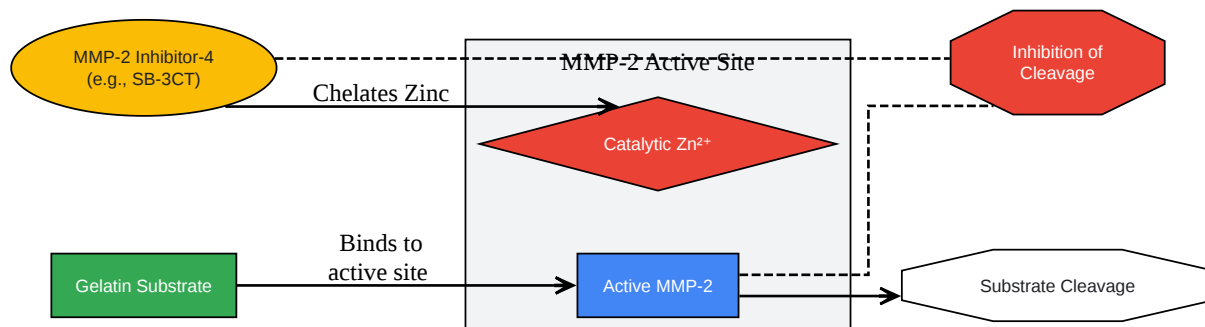 MMP-2 Inhibitor-4
(e.g., SB-3CT)
MMP-2 Active Site
Inhibition of
Cleavage
Chelates Zinc
Catalytic Zn²⁺
Binds to
active site
Gelatin Substrate
Active MMP-2
Substrate Cleavage